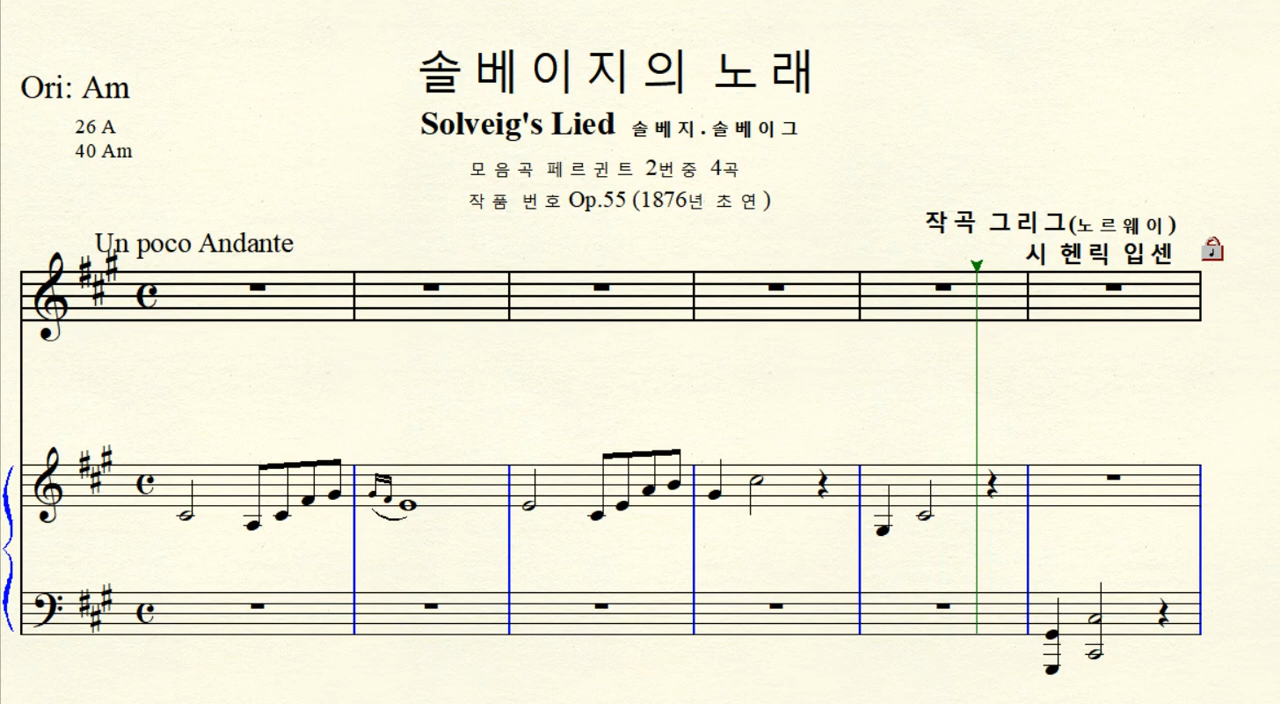 솔베이지의 노래
Ori: Am
Solveig's Lied 솔베지.솔베이그
26 A
40 Am
모음곡 페르귄트 2번중 4곡
작품 번호 Op.55 (1876년 초연)
작곡 그리그(노르웨이)
Un poco Andante
시 헨릭 입센